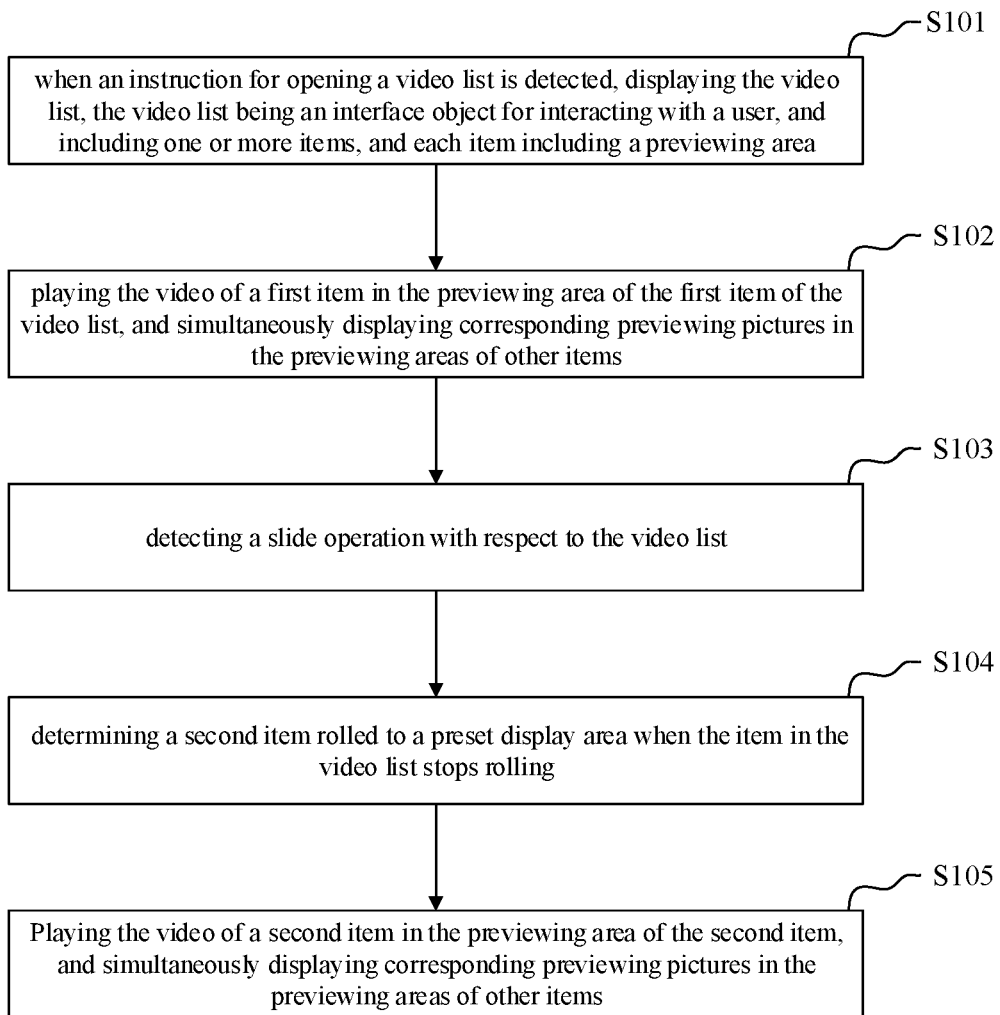 S101
when an instruction for opening a video list is detected, displaying the video
list, the video list being an interface object for interacting with a user, and
including one or more items, and each item including a previewing area
S102
playing the video of a first item in the previewing area of the first item of the
video list, and simultaneously displaying corresponding previewing pictures in
the previewing areas of other items
S103
detecting a slide operation with respect to the video list
S104
determining a second item rolled to a preset display area when the item in the
video list stops rolling
S105
Playing the video of a second item in the previewing area of the second item,
and simultaneously displaying corresponding previewing pictures in the
previewing areas of other items